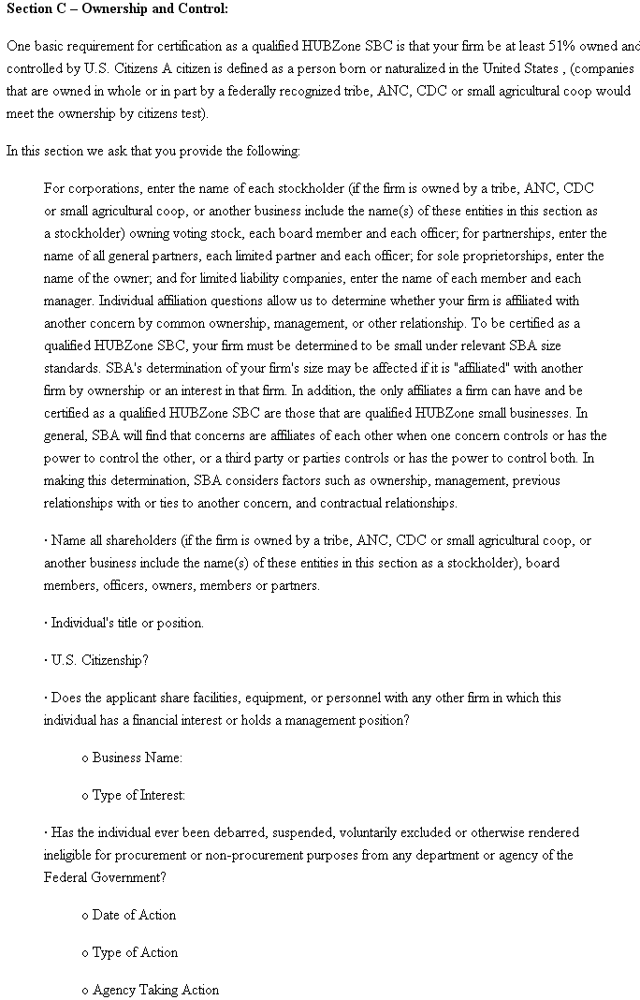 Section C – Ownership and Control:
One basic requirement for certification as a qualified HUBZone SBC is that your firm be at least 51% owned and
controlled by U.S. Citizens A citizen is defined as a person born or naturalized in the United States , (companies
that are owned in whole or in part by a federally recognized tribe, ANC, CDC or small agricultural coop would
meet the ownership by citizens test).
In this section we ask that you provide the following:
For corporations, enter the name of each stockholder (if the firm is owned by a tribe, ANC, CDC
or small agricultural coop, or another business include the name(s) of these entities in this section as
a stockholder) owning voting stock, each board member and each officer; for partnerships, enter the
name of all general partners, each limited partner and each officer; for sole proprietorships, enter the
name of the owner; and for limited liability companies, enter the name of each member and each
manager. Individual affiliation questions allow us to determine whether your firm is affiliated with
another concern by common ownership, management, or other relationship. To be certified as a
qualified HUBZone SBC, your firm must be determined to be small under relevant SBA size
standards. SBA's determination of your firm's size may be affected if it is "affiliated" with another
firm by ownership or an interest in that firm. In addition, the only affiliates a firm can have and be
certified as a qualified HUBZone SBC are those that are qualified HUBZone small businesses. In
general, SBA will find that concerns are affiliates of each other when one concern controls or has the
power to control the other, or a third party or parties controls or has the power to control both. In
making this determination, SBA considers factors such as ownership, management, previous
relationships with or ties to another concern, and contractual relationships.
· Name all shareholders (if the firm is owned by a tribe, ANC, CDC or small agricultural coop, or
another business include the name(s) of these entities in this section as a stockholder), board
members, officers, owners, members or partners.
· Individual's title or position.
· U.S. Citizenship?
· Does the applicant share facilities, equipment, or personnel with any other firm in which this
individual has a financial interest or holds a management position?
o Business Name:
o Type of Interest:
· Has the individual ever been debarred, suspended, voluntarily excluded or otherwise rendered
ineligible for procurement or non-procurement purposes from any department or agency of the
Federal Government?
o Date of Action
o Type of Action
o Agency Taking Action